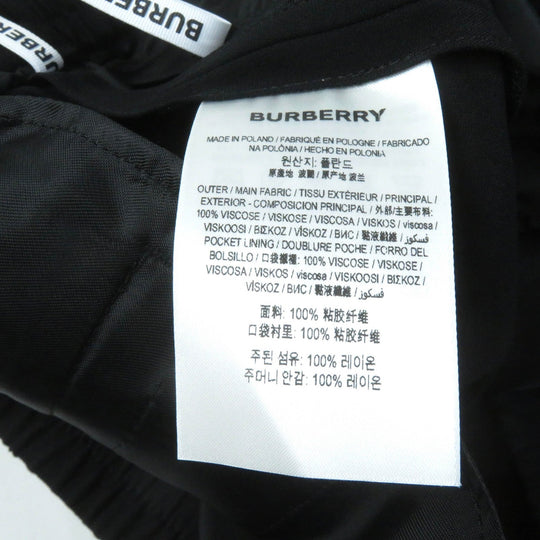 BURBERRY
BURBERRY
BURBERRY
MADE IN POLAND / FABRIQUÉ EN POLOGNE / FABRICADO
NA POLÓNIA / HECHO EN POLONIA
원산지: 폴란드
原產地 波蘭 / 原产地 波兰
OUTER / MAIN FABRIC / TISSU EXTÉRIEUR / PRINCIPAL /
EXTERIOR - COMPOSICIÓN PRINCIPAL / 外部/主要布料:
100% VISCOSE / VISKOSE / VISCOSA / VISKOS / viscosa /
VISKOOSI / ΒΙΣΚΟΖ / VİSKOZ / ВИС / 黏液纖維 / فسكوز /
POCKET LINING / DOUBLURE POCHE / FORRO DEL
BOLSILLO / 口袋襯裡: 100% VISCOSE / VISKOSE /
VISCOSA / VISKOS / viscosa / VISKOOSI / ΒΙΣΚΟΖ /
VİSKOZ / ВИС / 黏液纖維 / فسكوز /
面料: 100% 粘胶纤维
口袋衬里: 100% 粘胶纤维
주된 섬유: 100% 레이온
주머니 안감: 100% 레이온